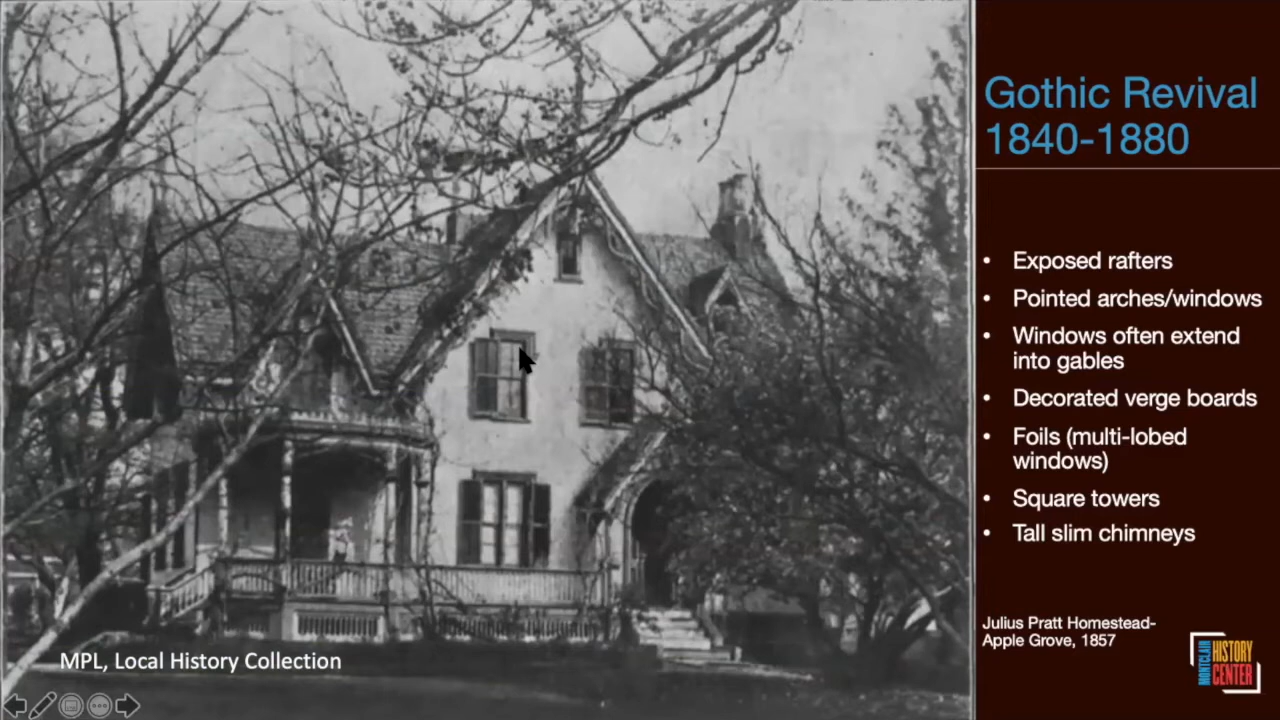 Gothic Revival
1840-1880
• Exposed rafters
• Pointed arches/windows
• Windows often extend
into gables
• Decorated verge boards
• Foils (multi-lobed
windows)
• Square towers
• Tall slim chimneys
Julius Pratt Homestead-
Apple Grove, 1857
MPL, Local History Collection
MONTCLAIR
HISTORY
CENTER